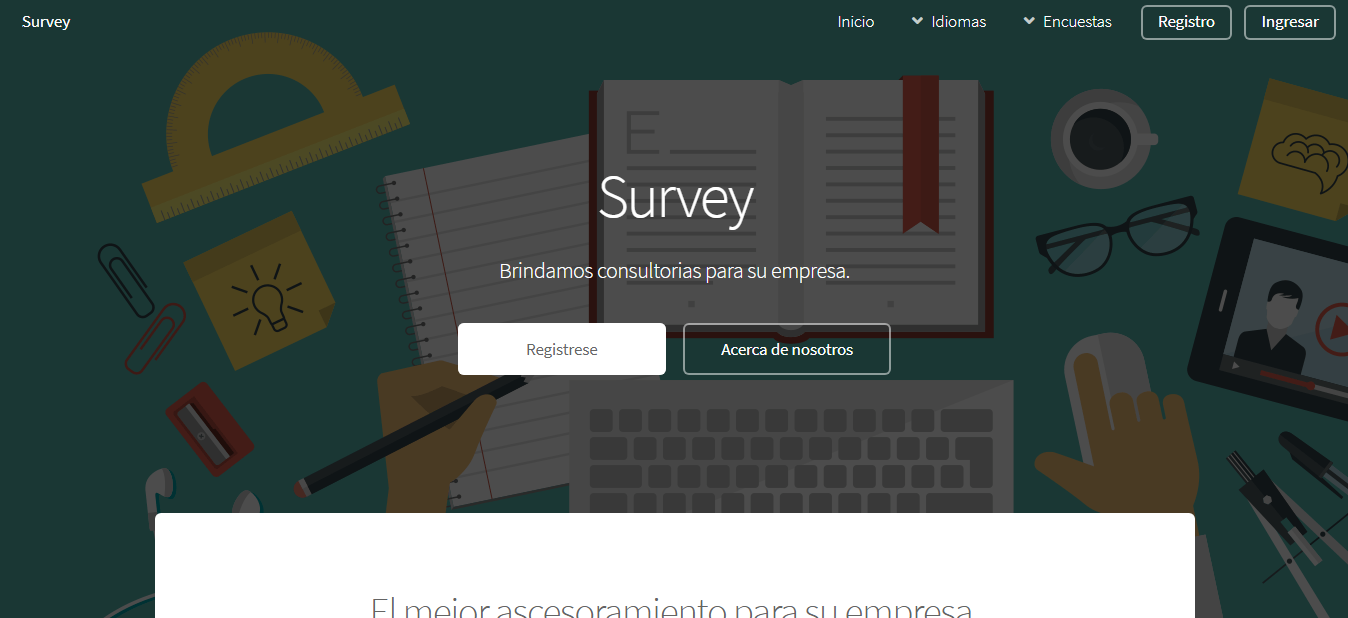 Survey
Inicio
Idiomas
Encuestas
Registro
Ingresar
Survey
Brindamos consultorias para su empresa.
Registrese
Acerca de nosotros
El mejor ascesoramiento para su empresa